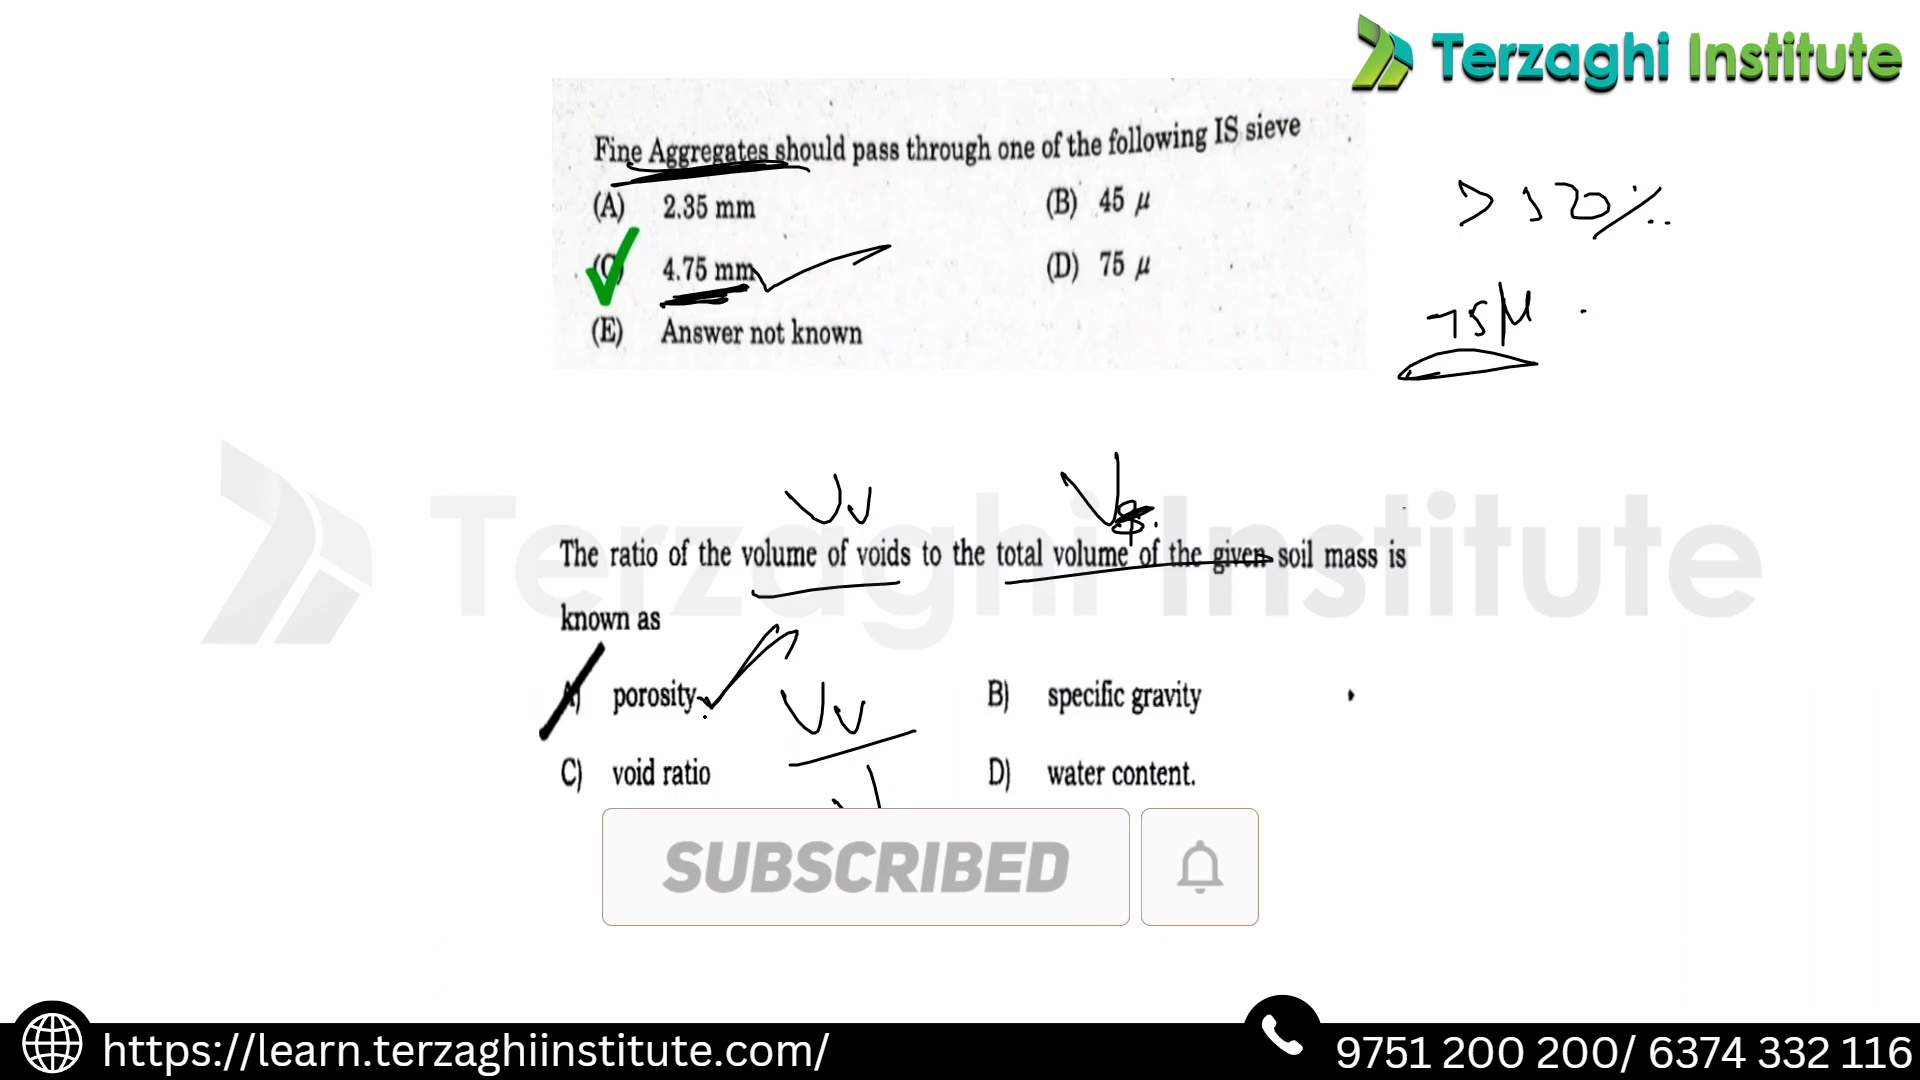 Terzaghi Institute
Fine Aggregates should pass through one of the following IS sieve
(A) 2.35 mm
(B) 45 μ
(C) 4.75 mm
(D) 75 μ
(E) Answer not known
75μ
Vv
The ratio of the volume of voids to the total volume of the given soil mass is
known as
A) porosity
B) specific gravity
Vv
C) void ratio
D) water content.
Terzaghi Institute
SUBSCRIBED
https://learn.terzaghiinstitute.com/
9751 200 200/ 6374 332 116